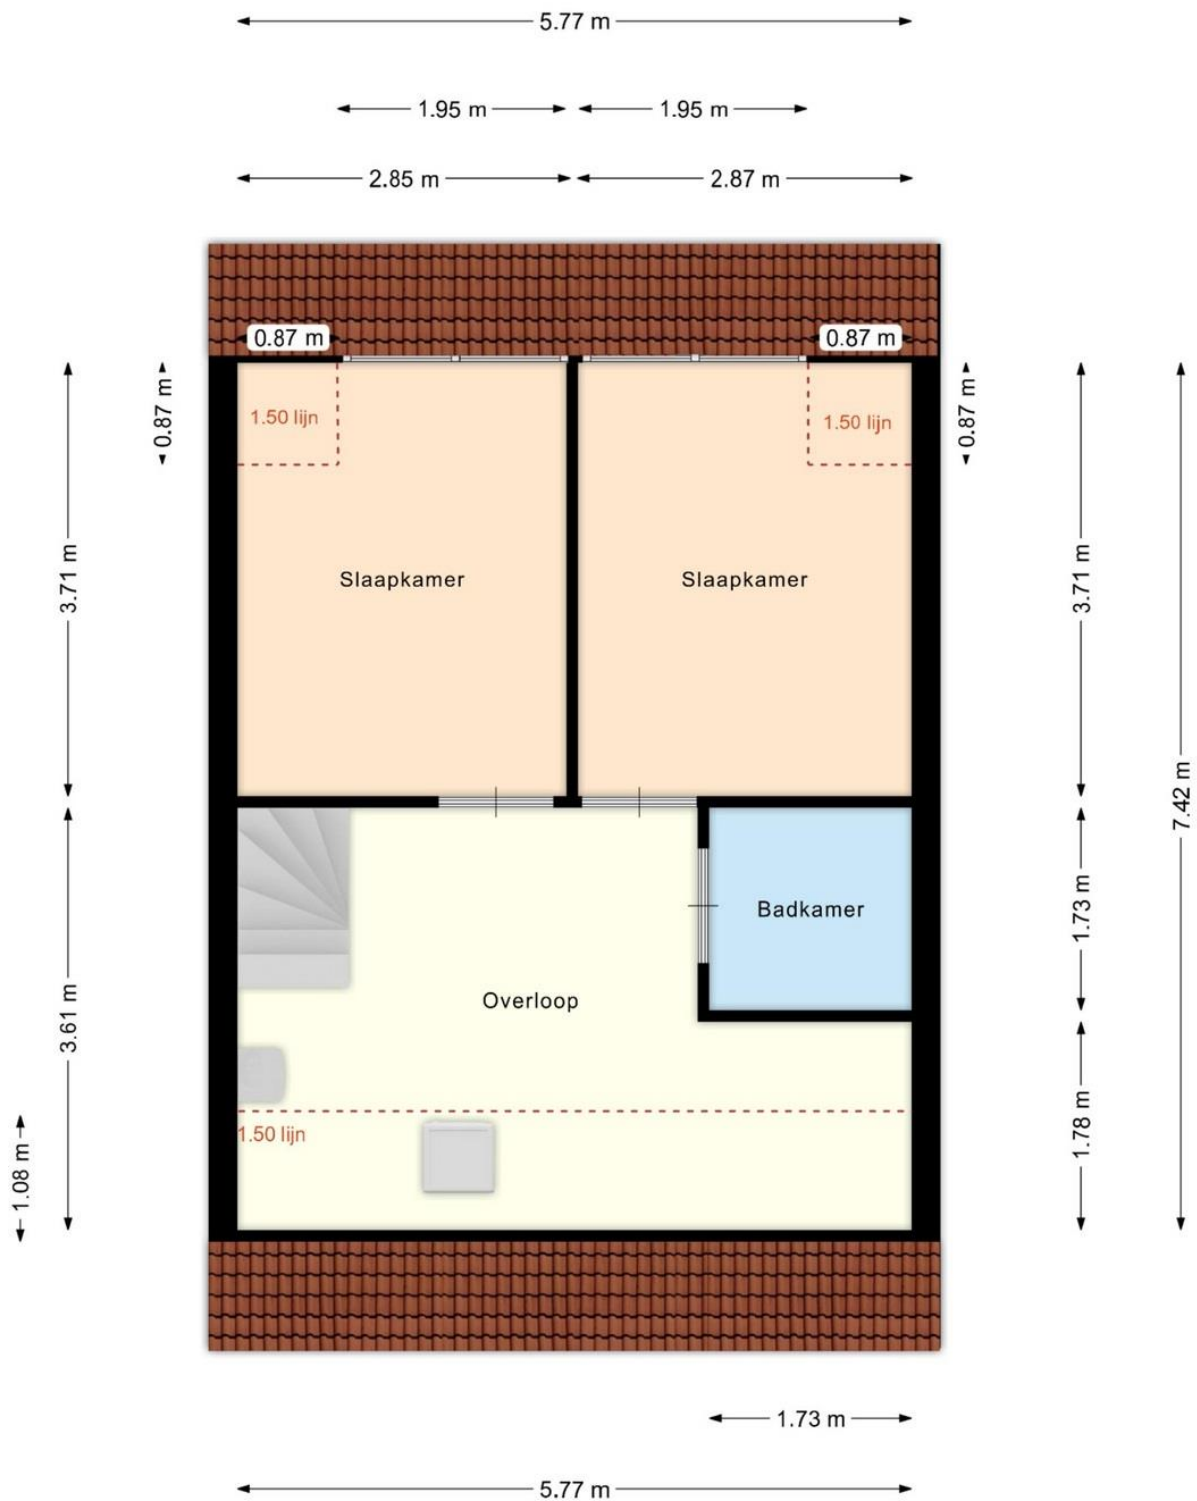 5.77 m
1.95 m
1.95 m
2.85 m
2.87 m
0.87 m
0.87 m
0.87 m
0.87 m
1.50 lijn
1.50 lijn
3.71 m
Slaapkamer
Slaapkamer
3.71 m
7.42 m
Badkamer
1.73 m
Overloop
3.61 m
1.50 lijn
1.78 m
1.08 m
1.73 m
5.77 m